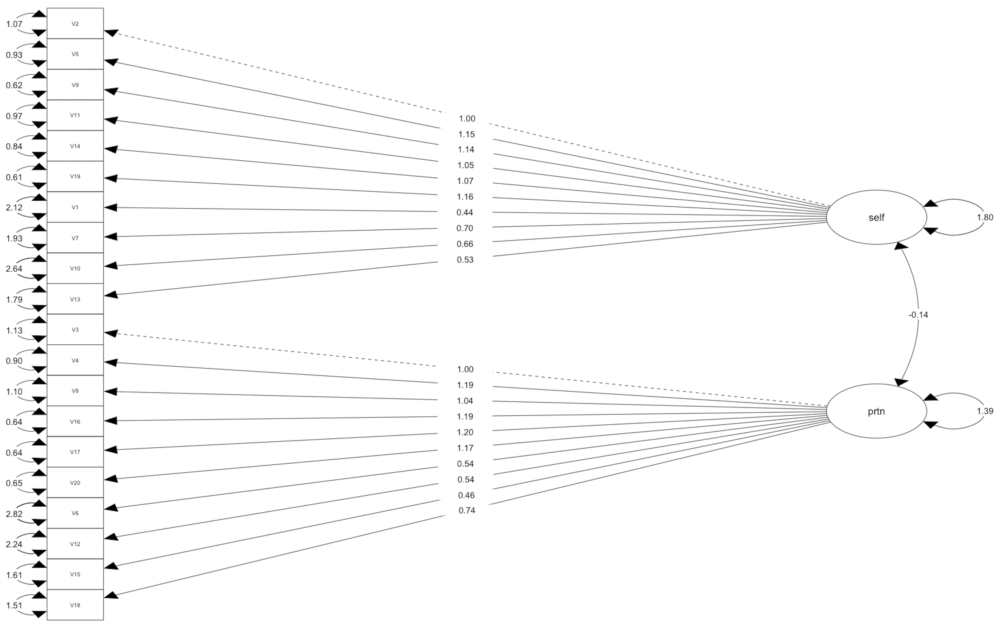 1.07 V2
0.93 V5
0.62 V9
0.97 V11
0.84 V14
0.61 V19
2.12 V1
1.93 V7
2.64 V10
1.79 V13
1.13 V3
0.90 V4
1.10 V8
0.64 V16
0.64 V17
0.65 V20
2.82 V6
2.24 V12
1.61 V15
1.51 V18
1.00
1.15
1.14
1.05
1.07
1.16
0.44
0.70
0.66
0.53
1.00
1.19
1.04
1.19
1.20
1.17
0.54
0.54
0.46
0.74
self 1.80
-0.14
prtn 1.39